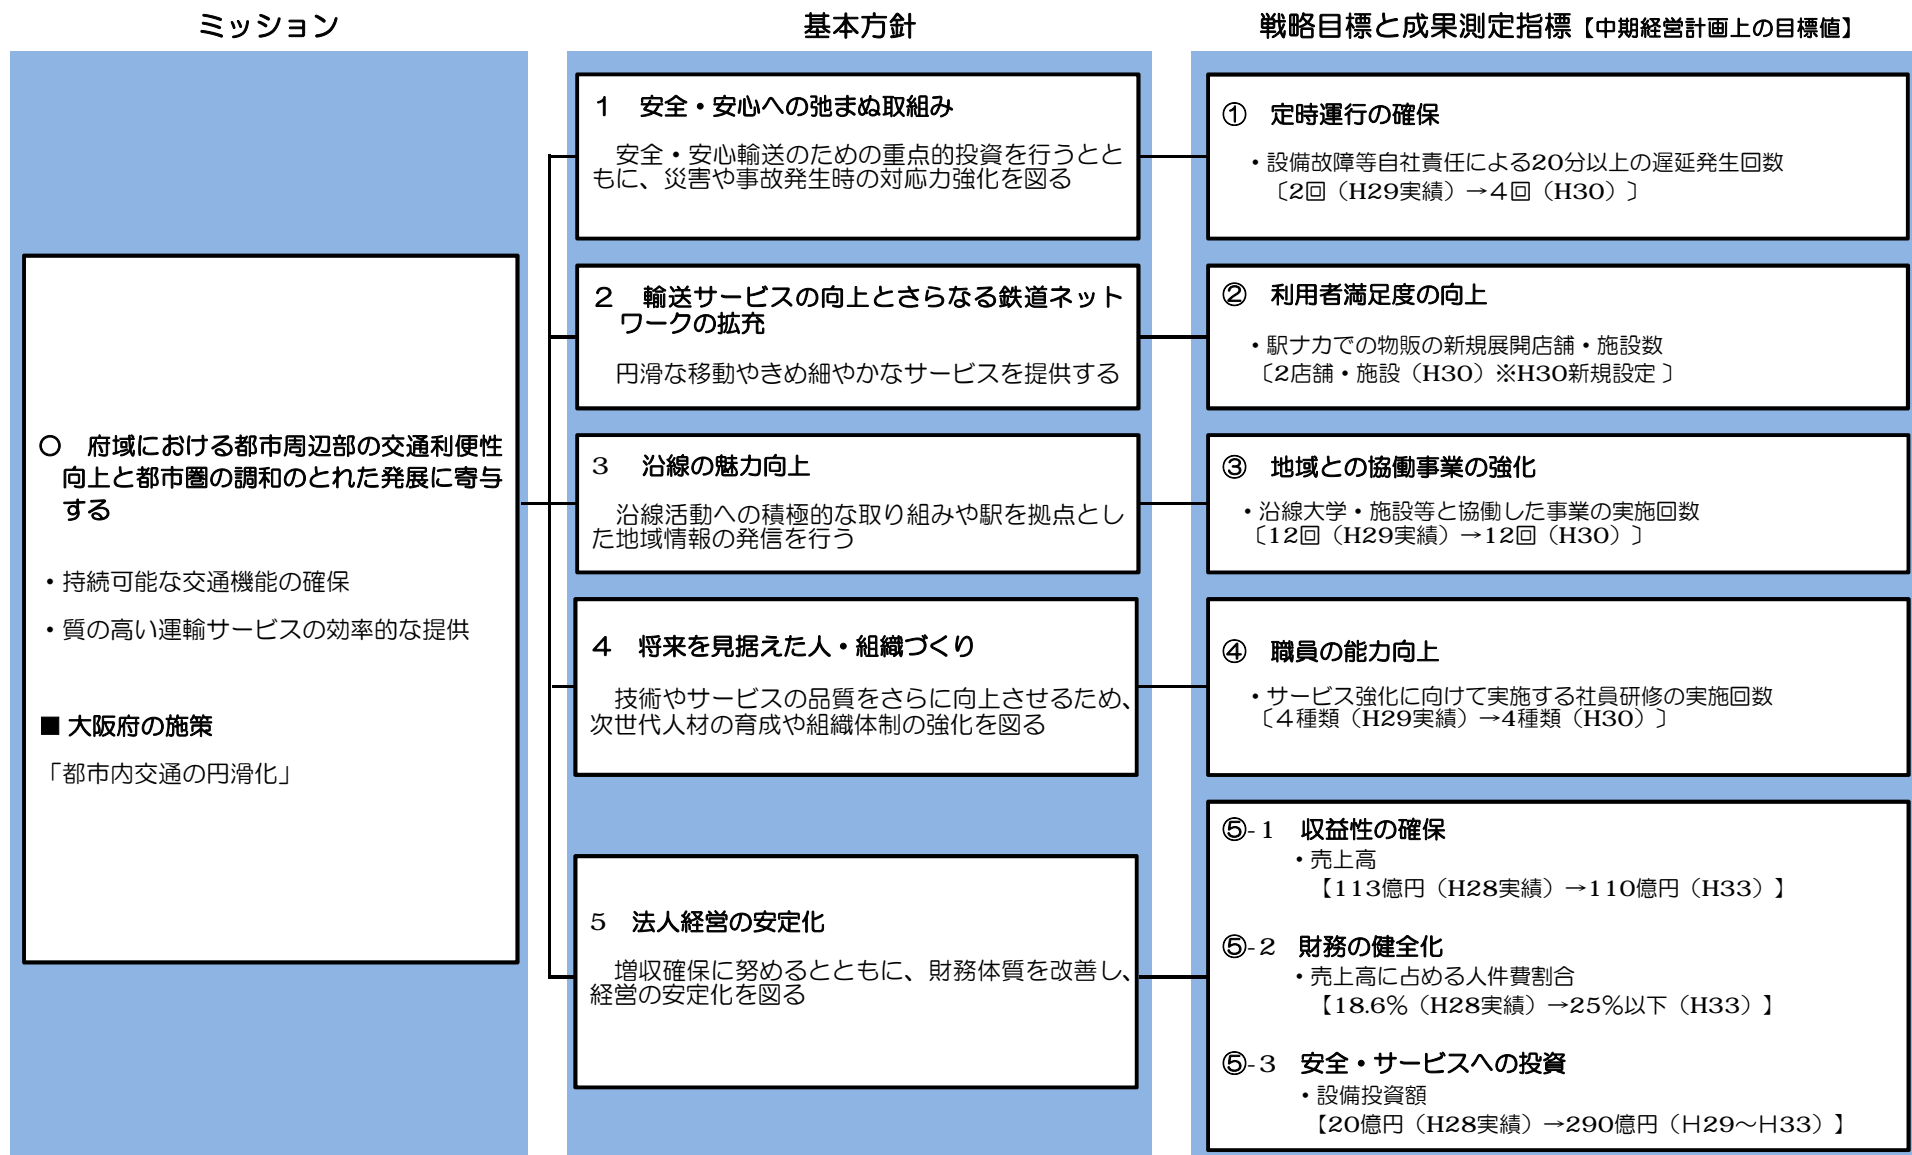 ミッション
○　府域における都市周辺部の交通利便性
向上と都市圏の調和のとれた発展に寄与
する
・持続可能な交通機能の確保
・質の高い運輸サービスの効率的な提供
■ 大阪府の施策
「都市内交通の円滑化」
基本方針
１　安全・安心への弛まぬ取組み
安全・安心輸送のための重点的投資を行うとと
もに、災害や事故発生時の対応力強化を図る
２　輸送サービスの向上とさらなる鉄道ネット
ワークの拡充
円滑な移動やきめ細やかなサービスを提供する
3　沿線の魅力向上
沿線活動への積極的な取り組みや駅を拠点とし
た地域情報の発信を行う
４　将来を見据えた人・組織づくり
技術やサービスの品質をさらに向上させるため、
次世代人材の育成や組織体制の強化を図る
5　法人経営の安定化
増収確保に努めるとともに、財務体質を改善し、
経営の安定化を図る
戦略目標と成果測定指標【中期経営計画上の目標値】
①　定時運行の確保
・設備故障等自社責任による20分以上の遅延発生回数
〔2回（H29実績）→４回（H30）〕
②　利用者満足度の向上
・駅ナカでの物販の新規展開店舗・施設数
〔2店舗・施設（H30）※H30新規設定 〕
③　地域との協働事業の強化
・沿線大学・施設等と協働した事業の実施回数
〔12回（H29実績）→12回（H30）〕
④　職員の能力向上
・サービス強化に向けて実施する社員研修の実施回数
〔４種類（H29実績）→4種類（H30）〕
⑤-1　収益性の確保
・売上高
【113億円（H28実績）→110億円（H33）】
⑤-2　財務の健全化
・売上高に占める人件費割合
【18.6％（H28実績）→25％以下（H33）】
⑤-3　安全・サービスへの投資
・設備投資額
【20億円（H28実績）→290億円（Ｈ29～Ｈ33）】